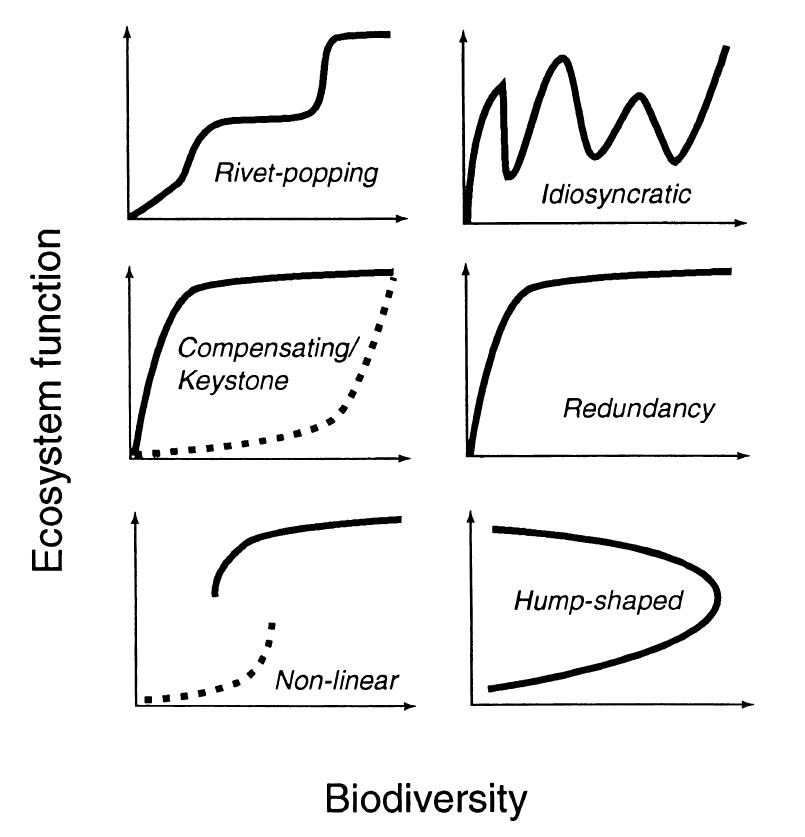 Rivet-popping
Idiosyncratic
Compensating/
Keystone
Redundancy
Non-linear
Hump-shaped
Ecosystem function
Biodiversity